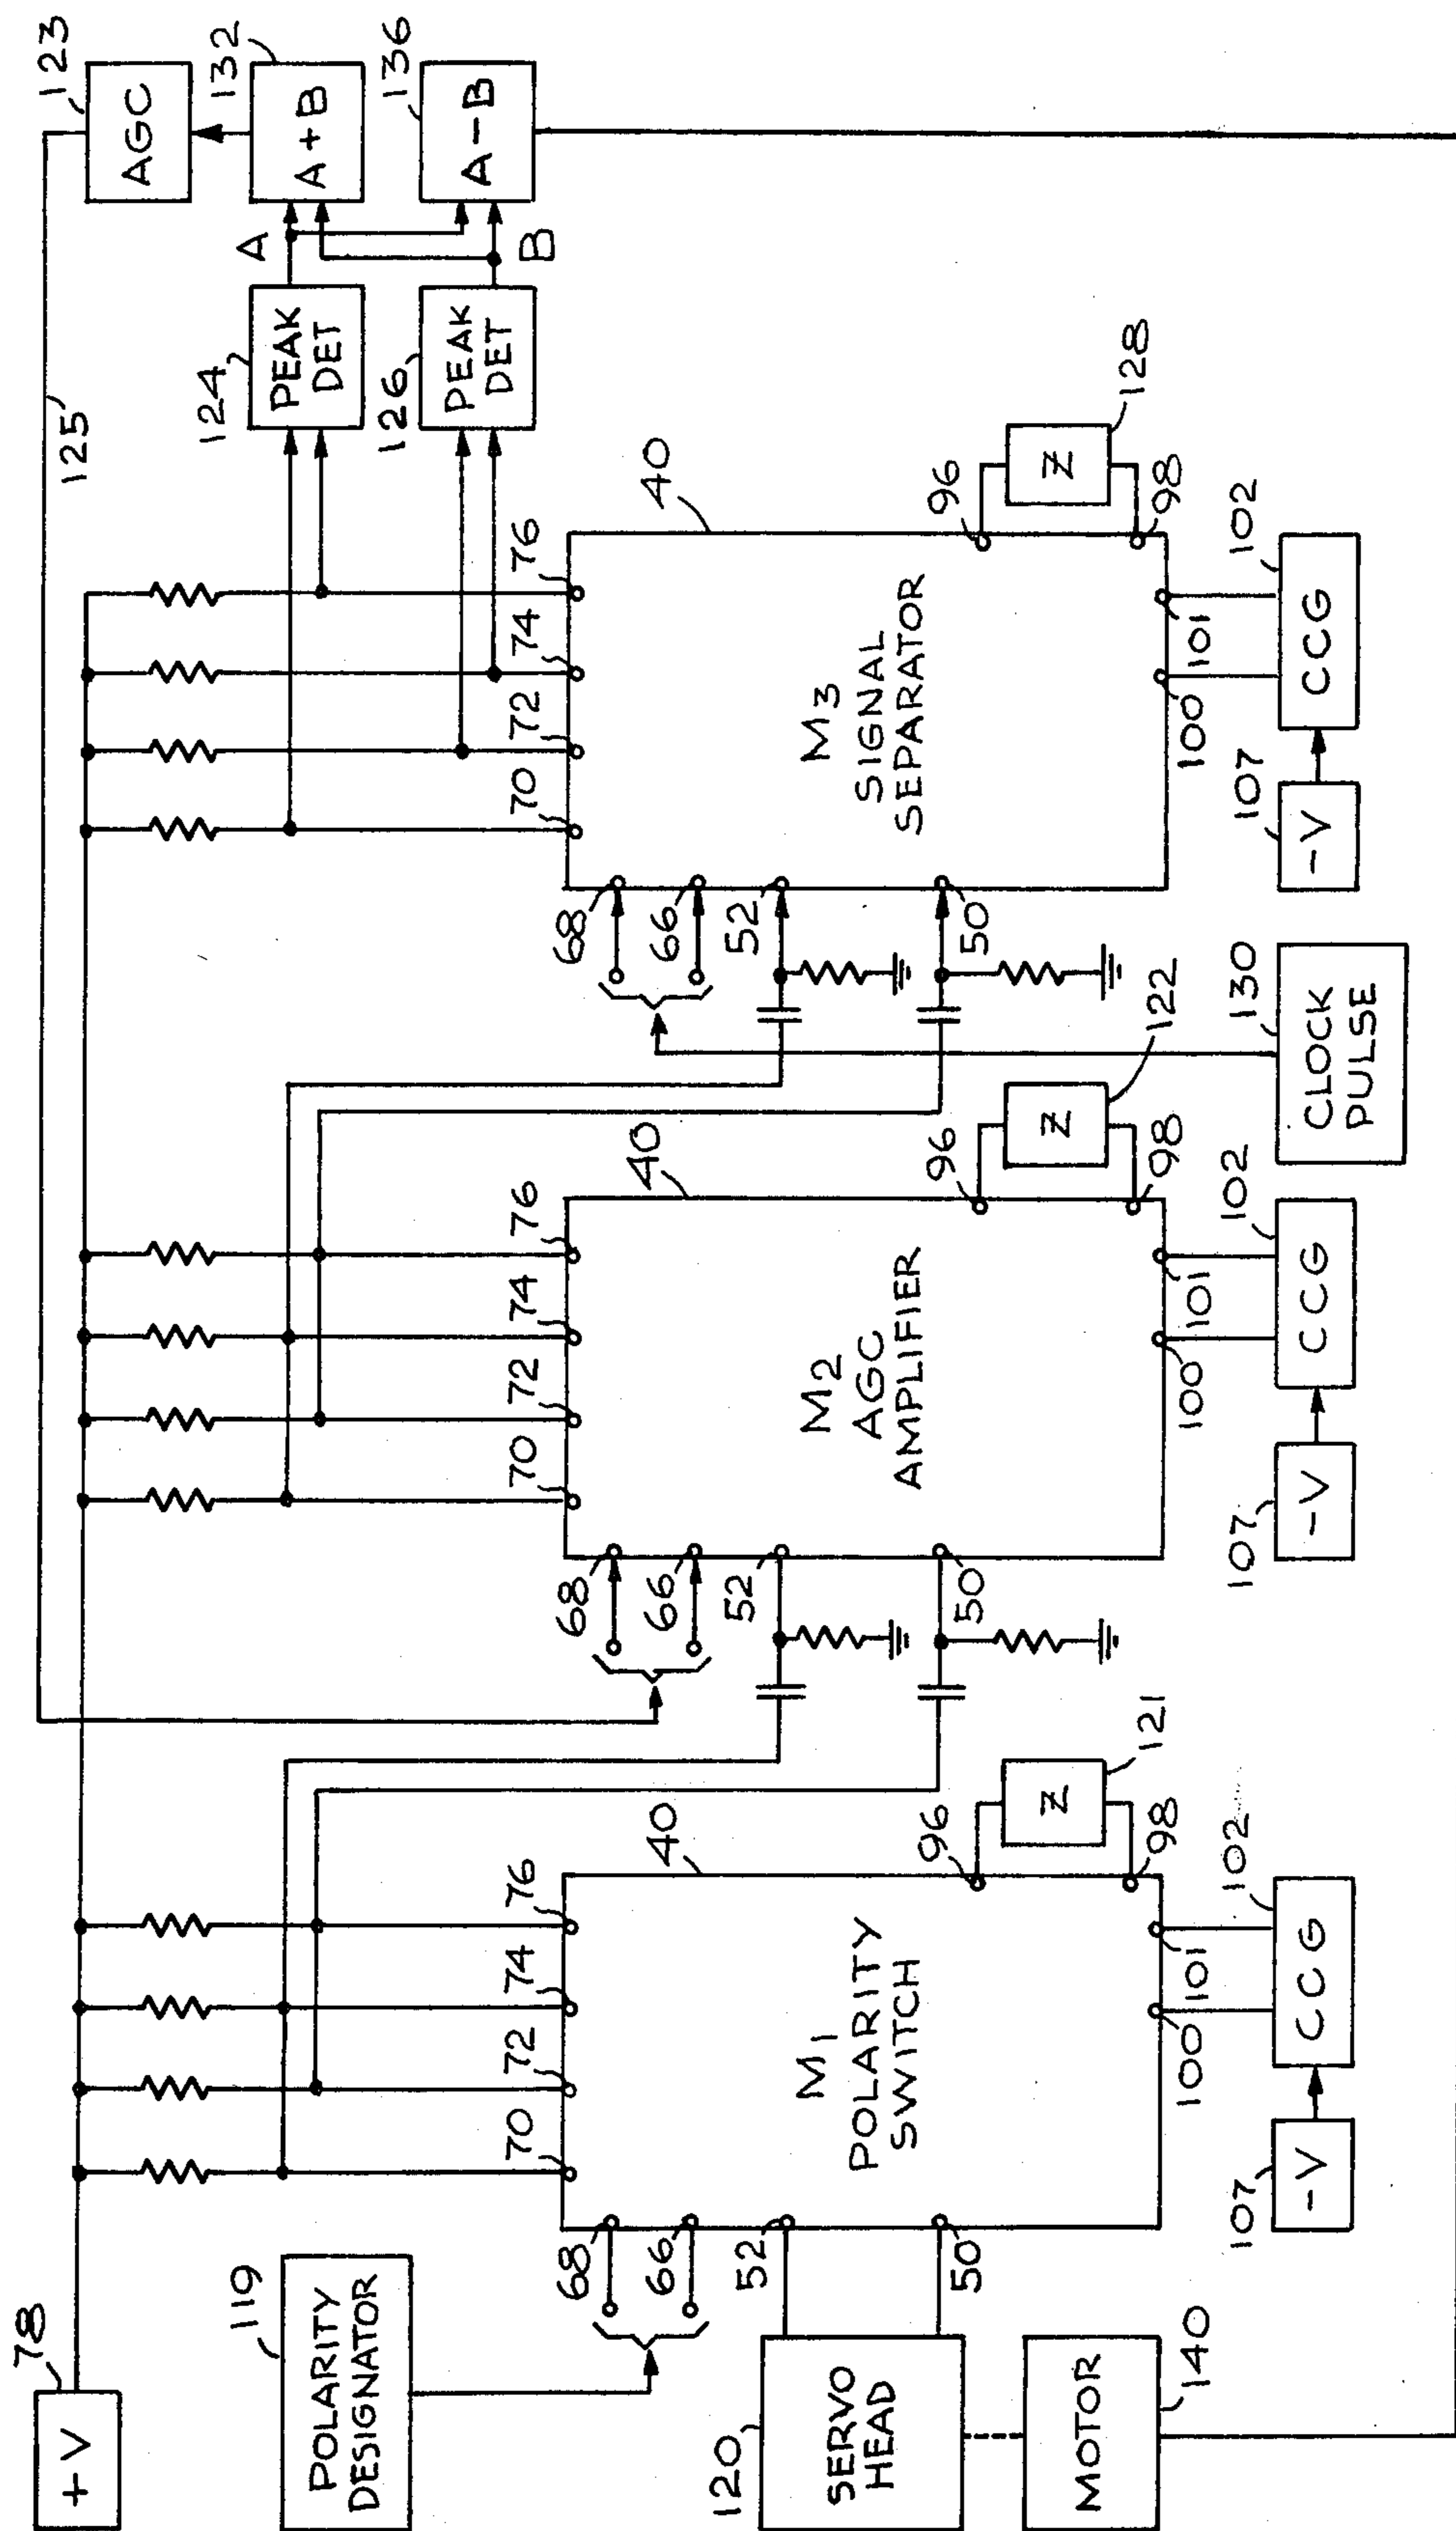 78
+V
119
POLARITY
DESIGNATOR
120
SERVO
HEAD
MOTOR
140
68
66
52
50
70
72
74
76
40
M1
POLARITY
SWITCH
96
Z
121
98
100
101
102
CCG
107
-V
68
66
52
50
70
72
74
76
40
M2
AGC
AMPLIFIER
96
Z
122
98
100
101
102
CCG
107
-V
130
CLOCK
PULSE
68
66
52
50
70
72
74
76
40
M3
SIGNAL
SEPARATOR
96
Z
128
98
100
101
102
CCG
107
-V
125
124
PEAK
DET
126
PEAK
DET
A
B
123
AGC
132
A+B
136
A-B